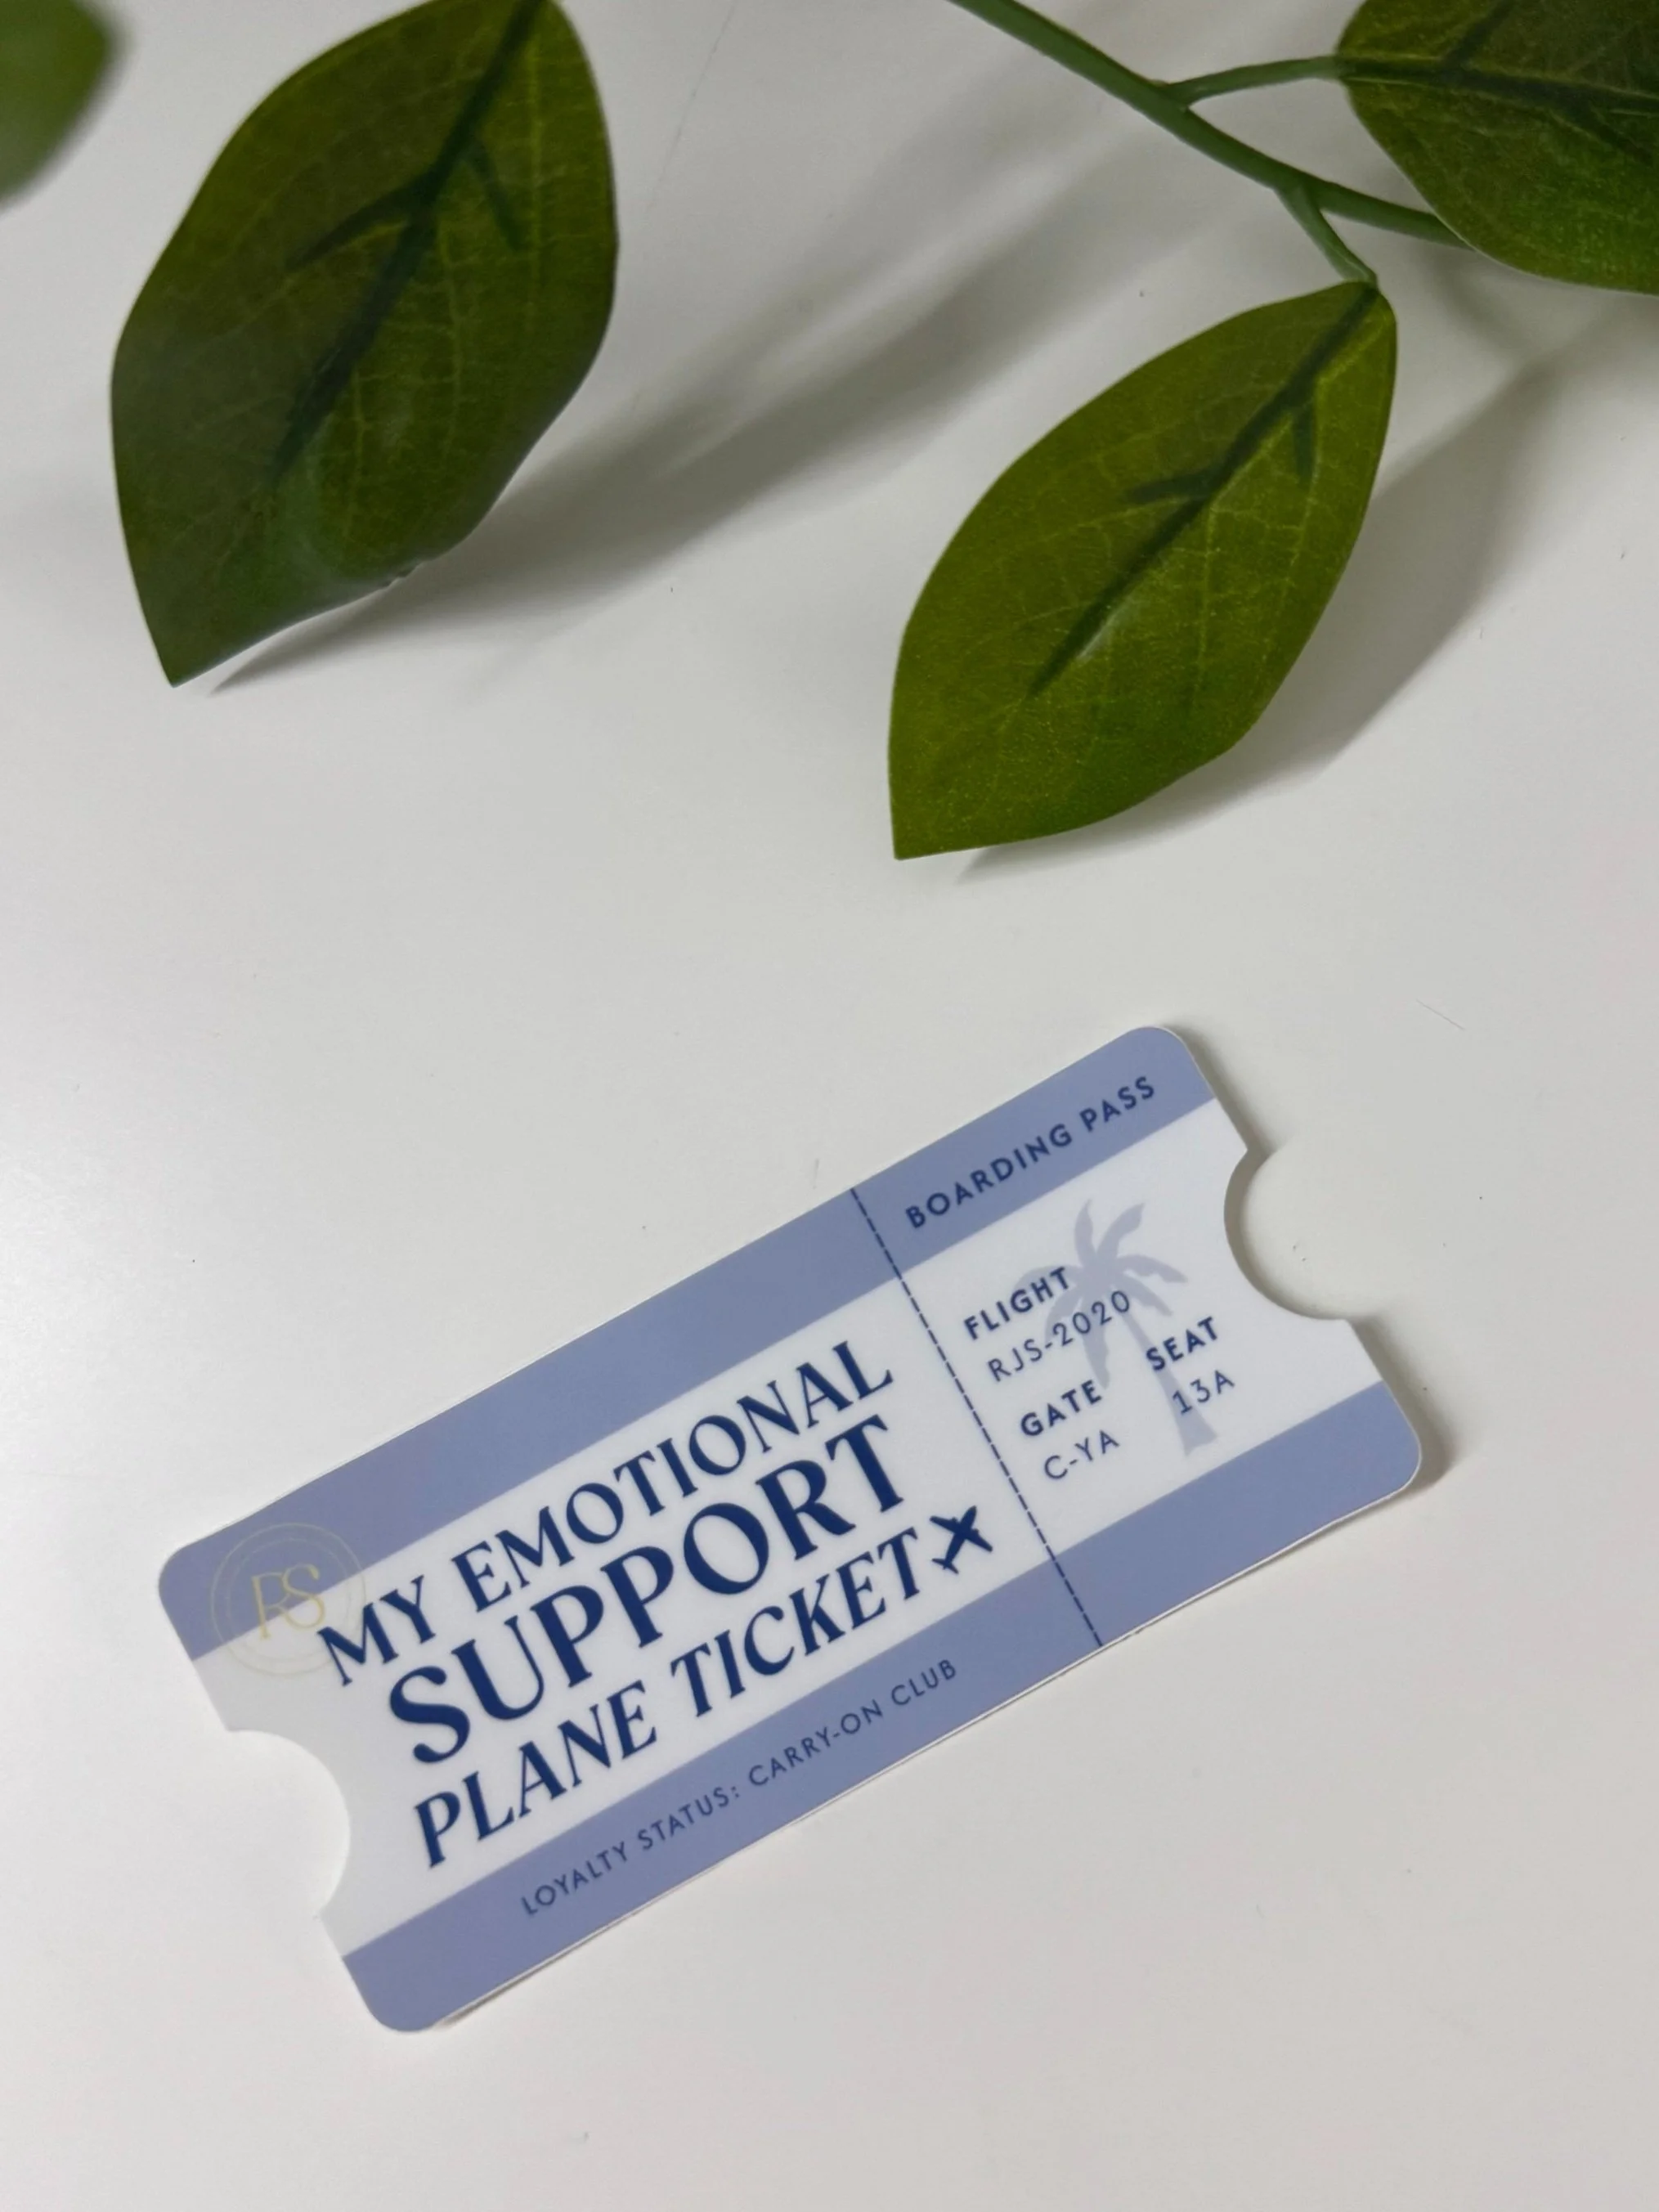 RS
MY EMOTIONAL
SUPPORT
PLANE TICKET
LOYALTY STATUS: CARRY-ON CLUB
BOARDING PASS
FLIGHT
RJS-2020
GATE
C-YA
SEAT
13A